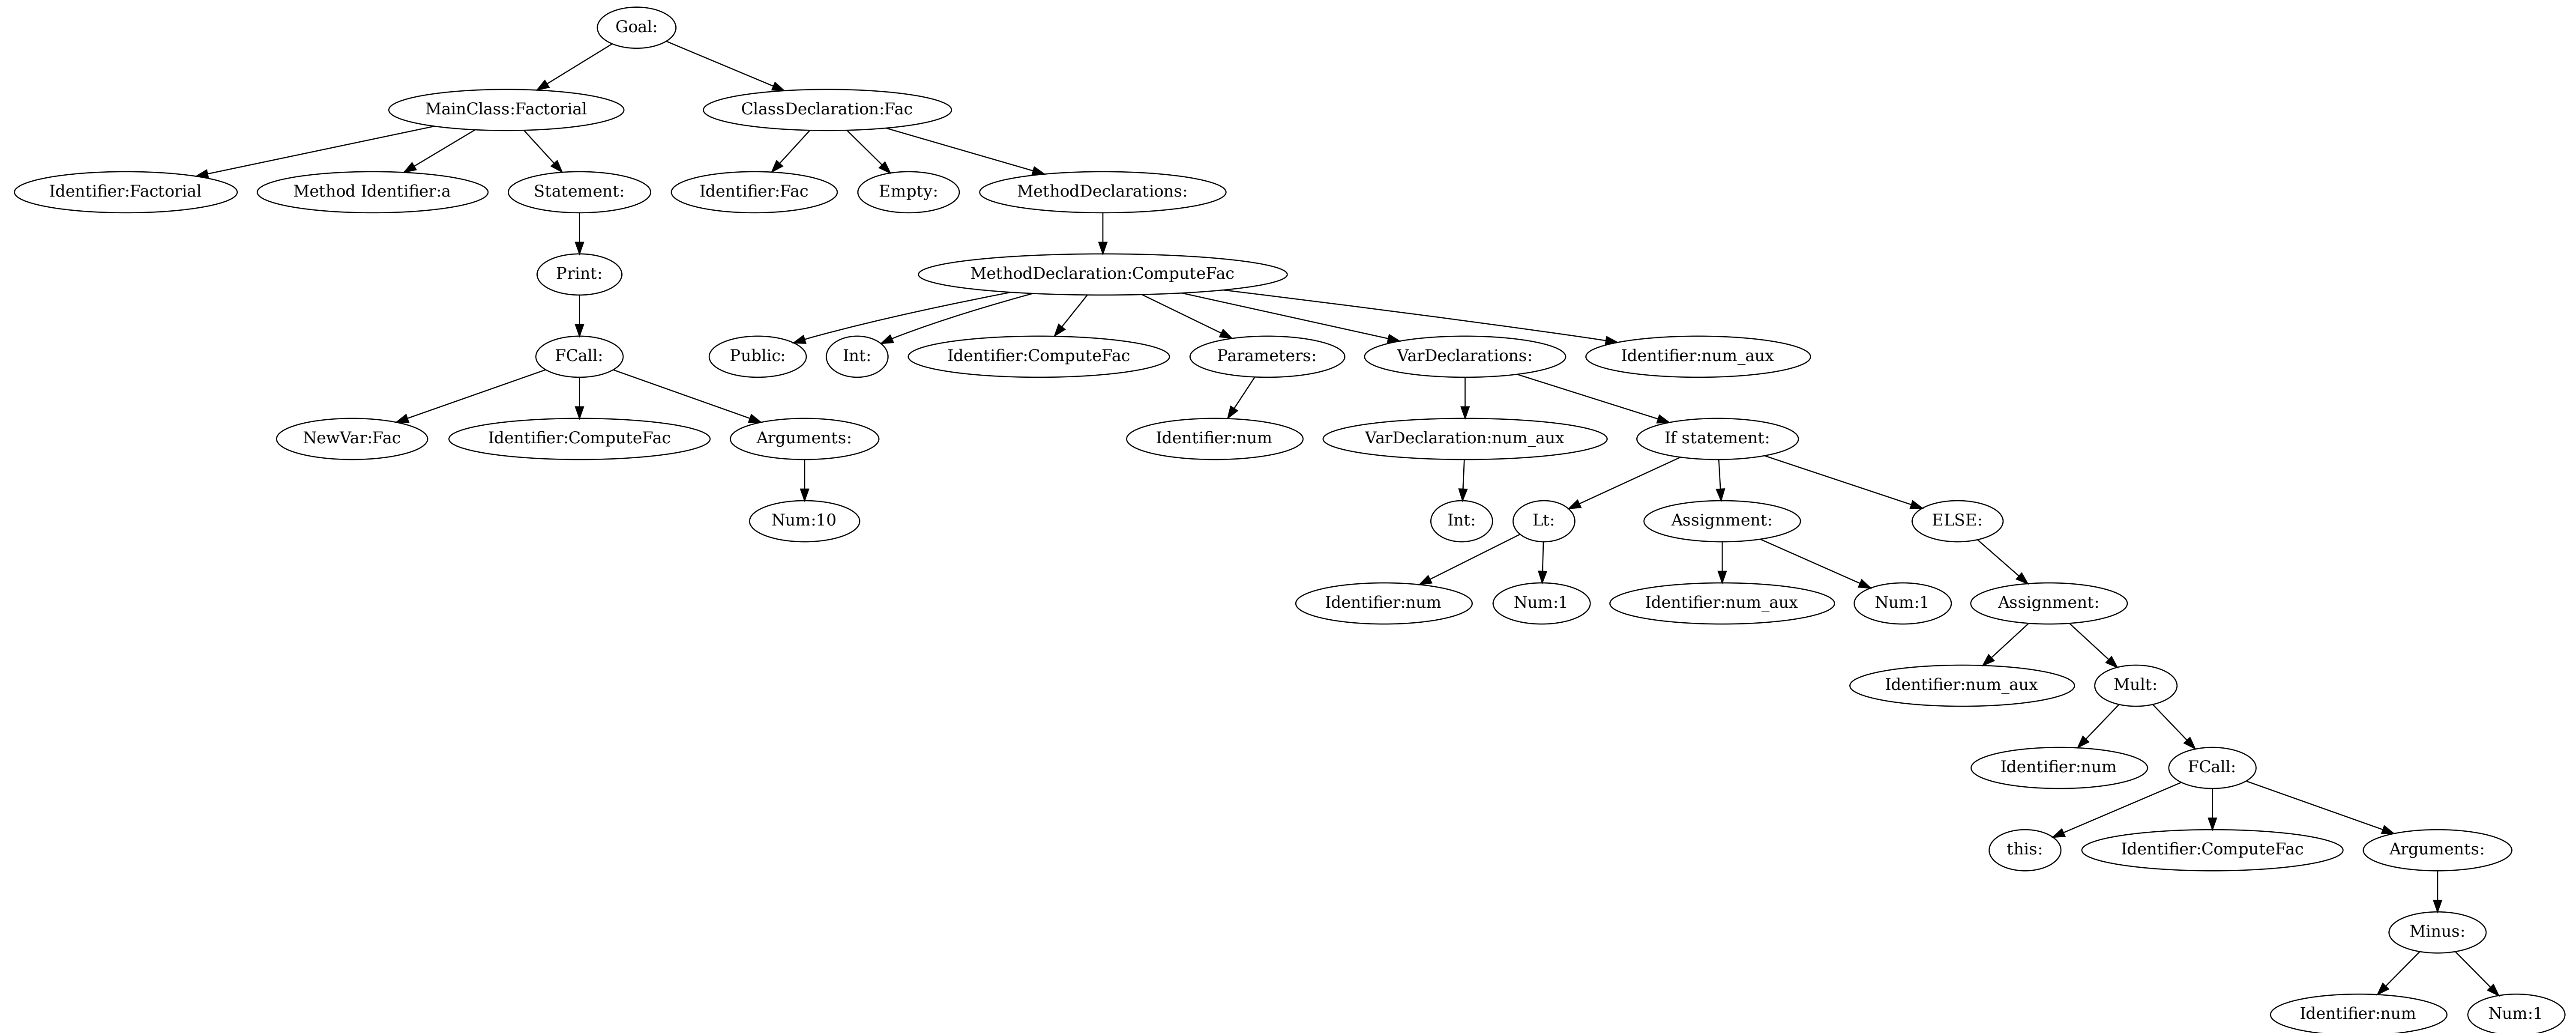 Goal:
MainClass:Factorial
ClassDeclaration:Fac
Identifier:Factorial
Method Identifier:a
Statement:
Identifier:Fac
Empty:
MethodDeclarations:
Print:
MethodDeclaration:ComputeFac
FCall:
Public:
Int:
Identifier:ComputeFac
Parameters:
VarDeclarations:
Identifier:num_aux
NewVar:Fac
Identifier:ComputeFac
Arguments:
Identifier:num
VarDeclaration:num_aux
If statement:
Num:10
Int:
Lt:
Assignment:
ELSE:
Identifier:num
Num:1
Identifier:num_aux
Num:1
Assignment:
Identifier:num_aux
Mult:
Identifier:num
FCall:
this:
Identifier:ComputeFac
Arguments:
Minus:
Identifier:num
Num:1